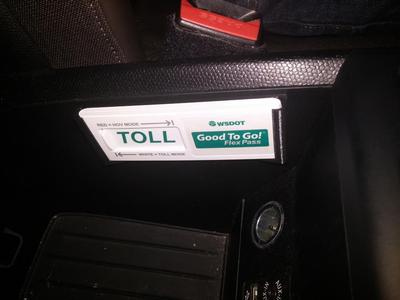 RED = HOV MODE
TOLL
WHITE = TOLL MODE
WSDOT
Good To Go!
Flex Pass